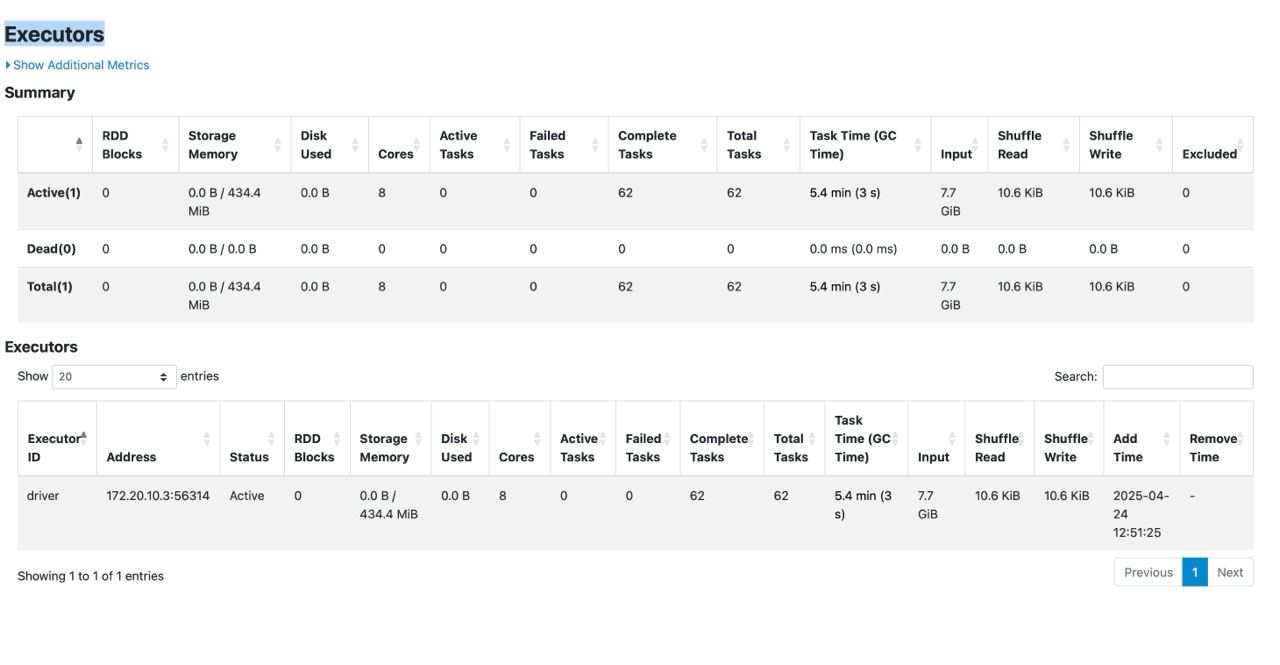 Executors
Show Additional Metrics
Summary
RDD Blocks Storage Memory Disk Used Cores Active Tasks Failed Tasks Complete Tasks Total Tasks Task Time (GC Time) Input Shuffle Read Shuffle Write Excluded
Active(1) 0 0.0 B / 434.4 MiB 0.0 B 8 0 0 62 62 5.4 min (3 s) 7.7 GiB 10.6 KiB 10.6 KiB 0
Dead(0) 0 0.0 B / 0.0 B 0.0 B 0 0 0 0 0 0.0 ms (0.0 ms) 0.0 B 0.0 B 0.0 B 0
Total(1) 0 0.0 B / 434.4 MiB 0.0 B 8 0 0 62 62 5.4 min (3 s) 7.7 GiB 10.6 KiB 10.6 KiB 0
Executors
Show 20 entries Search:
Executor ID Address Status RDD Blocks Storage Memory Disk Used Cores Active Tasks Failed Tasks Complete Tasks Total Tasks Task Time (GC Time) Input Shuffle Read Shuffle Write Add Time Remove Time
driver 172.20.10.3:56314 Active 0 0.0 B / 434.4 MiB 0.0 B 8 0 0 62 62 5.4 min (3 s) 7.7 GiB 10.6 KiB 10.6 KiB 2025-04-24 12:51:25 -
Showing 1 to 1 of 1 entries Previous 1 Next